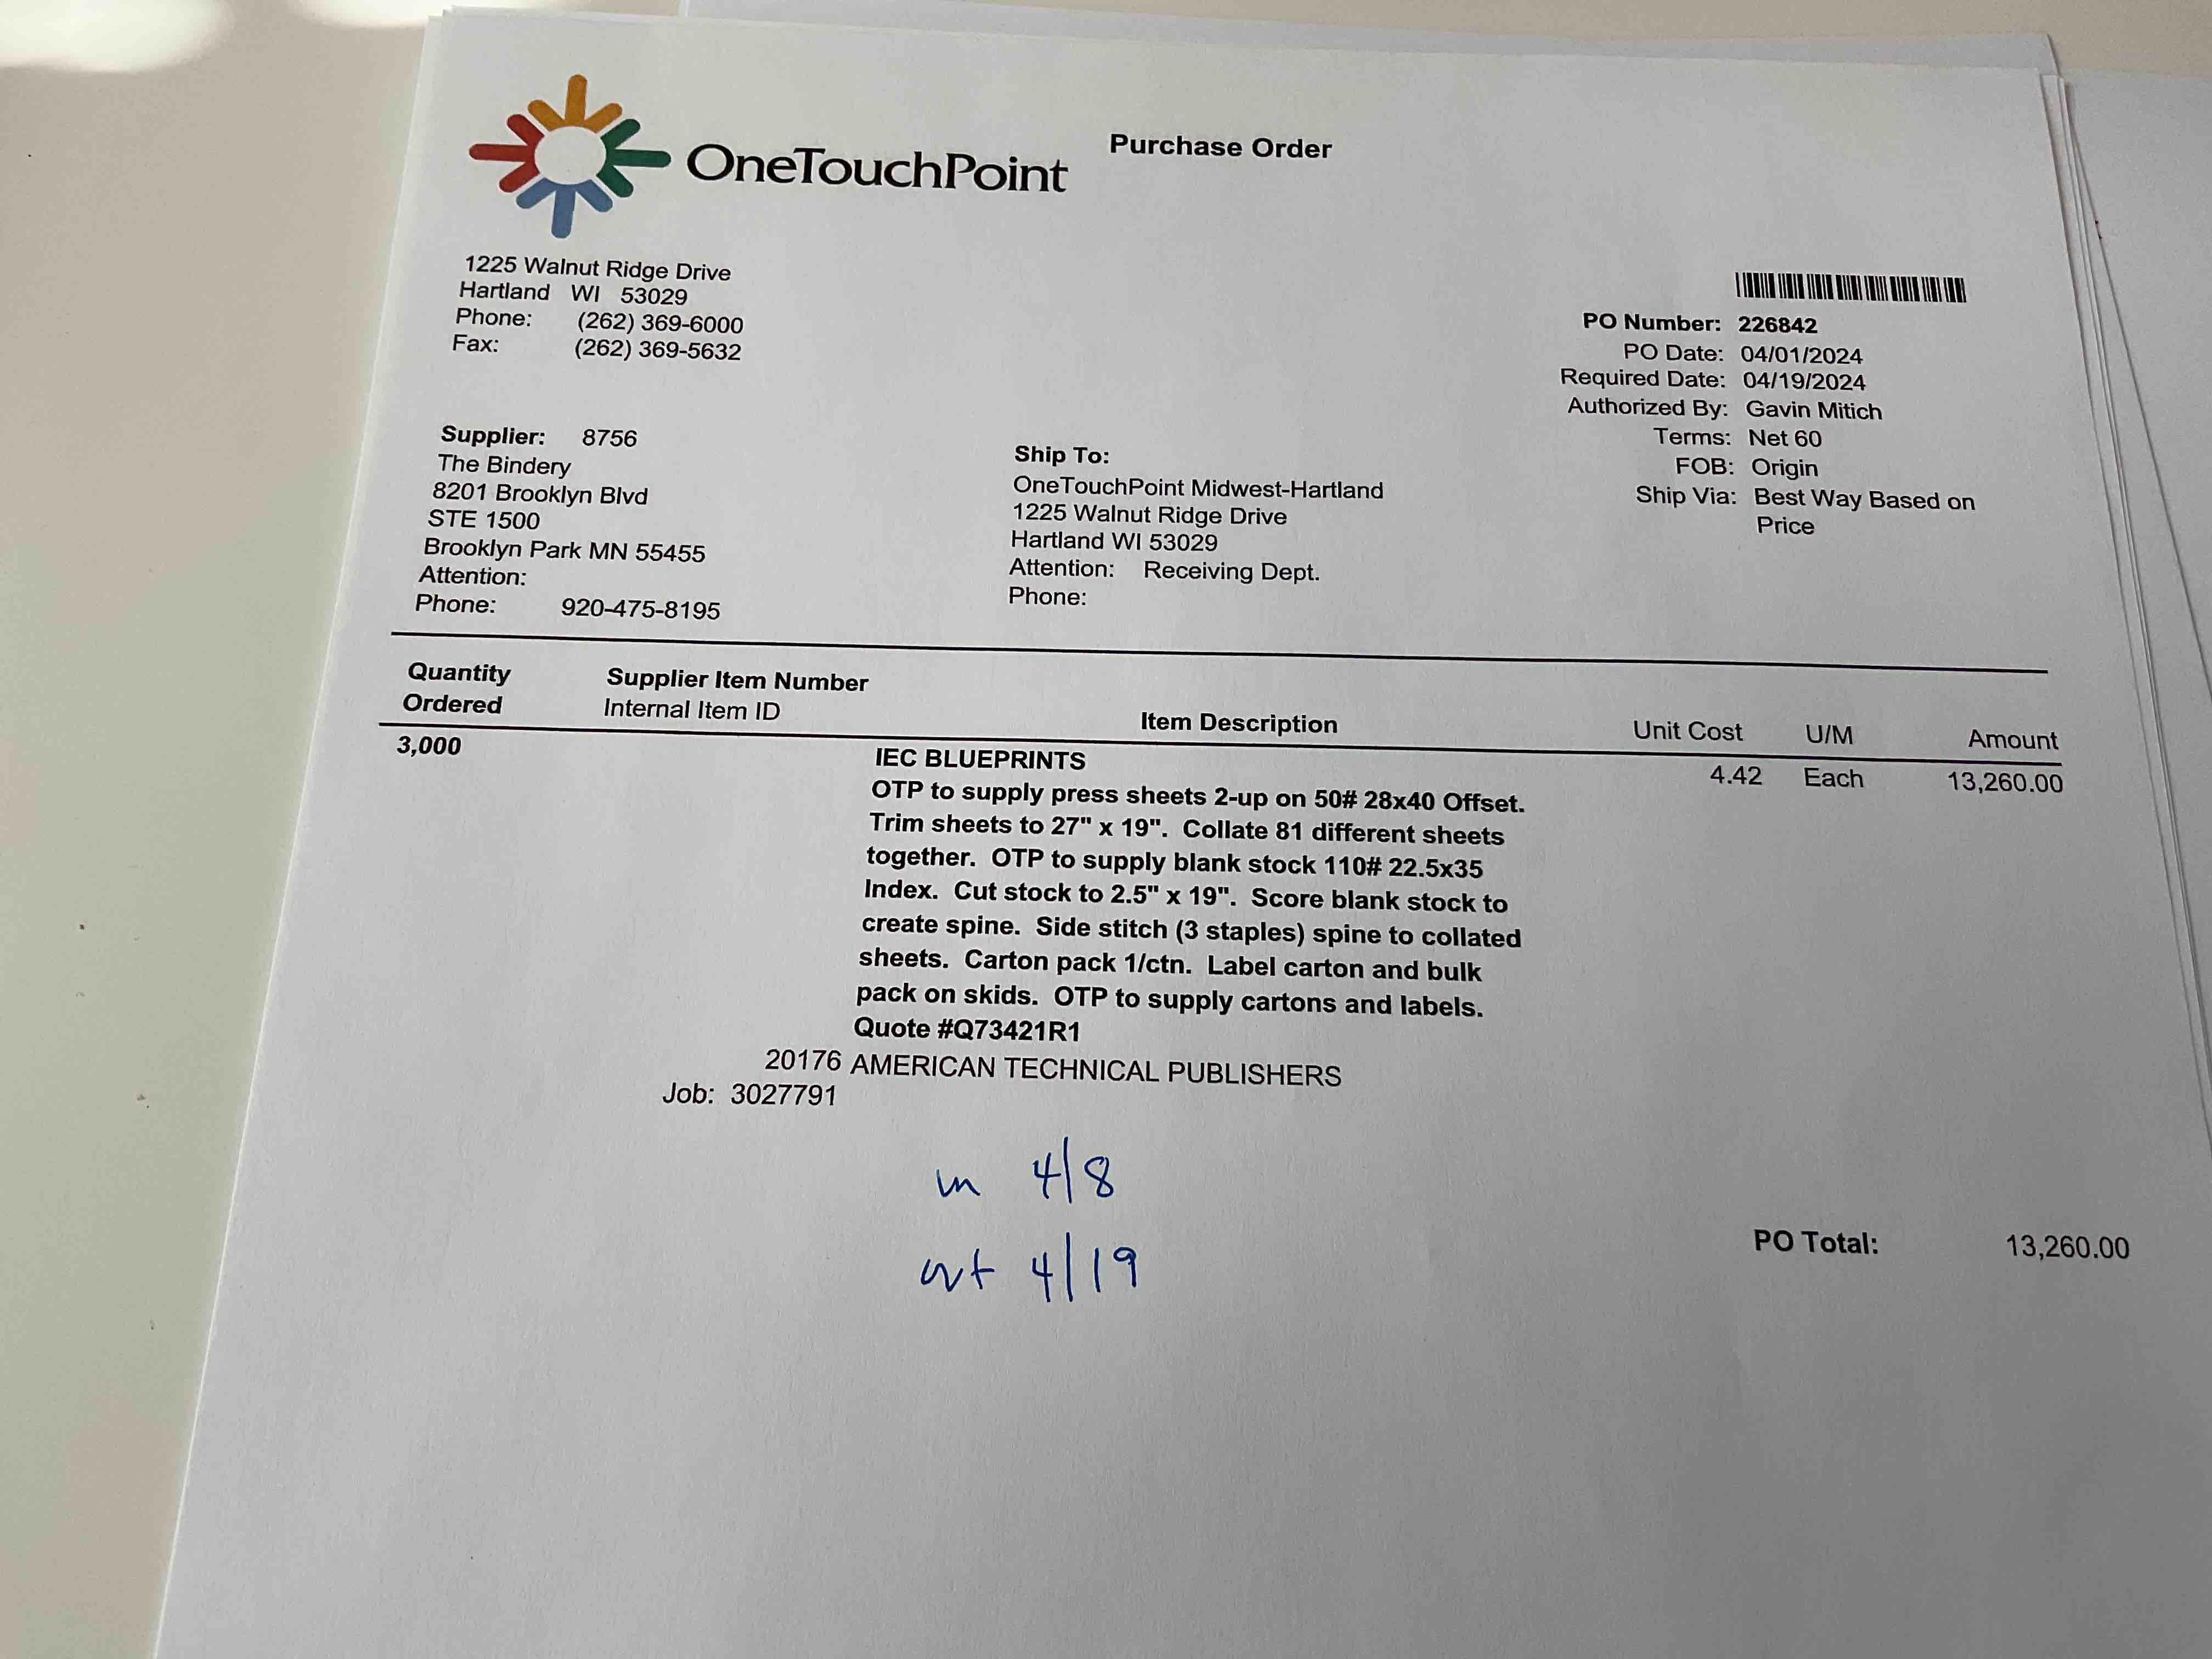 OneTouchPoint
Purchase Order
1225 Walnut Ridge Drive
Hartland WI 53029
Phone: (262) 369-6000
Fax: (262) 369-5632
PO Number: 226842
PO Date: 04/01/2024
Required Date: 04/19/2024
Authorized By: Gavin Mitich
Terms: Net 60
FOB: Origin
Ship Via: Best Way Based on
Price
Supplier: 8756
The Bindery
8201 Brooklyn Blvd
STE 1500
Brooklyn Park MN 55455
Attention:
Phone: 920-475-8195
Ship To:
OneTouchPoint Midwest-Hartland
1225 Walnut Ridge Drive
Hartland WI 53029
Attention: Receiving Dept.
Phone:
Quantity Ordered
Supplier Item Number
Internal Item ID
Item Description
Unit Cost U/M Amount
3,000
IEC BLUEPRINTS
4.42 Each 13,260.00
OTP to supply press sheets 2-up on 50# 28x40 Offset.
Trim sheets to 27" x 19". Collate 81 different sheets
together. OTP to supply blank stock 110# 22.5x35
Index. Cut stock to 2.5" x 19". Score blank stock to
create spine. Side stitch (3 staples) spine to collated
sheets. Carton pack 1/ctn. Label carton and bulk
pack on skids. OTP to supply cartons and labels.
Quote #Q73421R1
20176 AMERICAN TECHNICAL PUBLISHERS
Job: 3027791
in 4/8
out 4/19
PO Total: 13,260.00